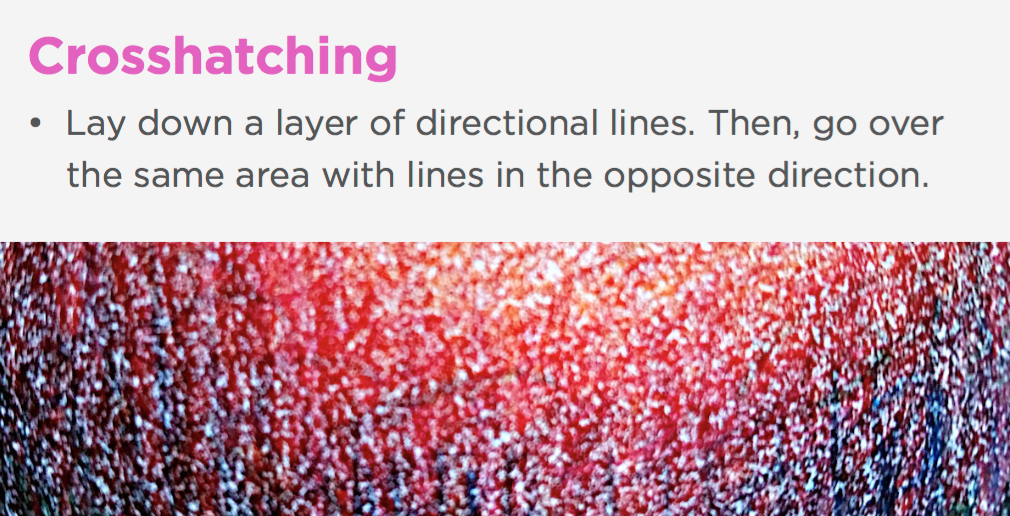 Crosshatching
• Lay down a layer of directional lines. Then, go over
the same area with lines in the opposite direction.